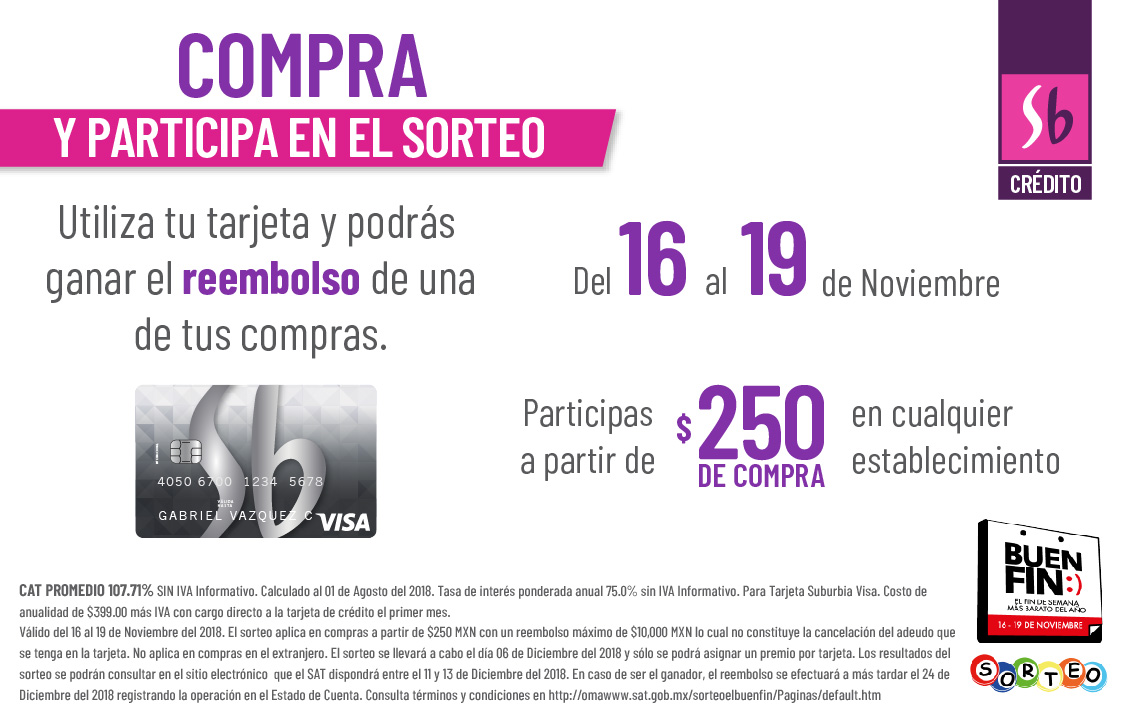 COMPRA
Y PARTICIPA EN EL SORTEO
Sb
CRÉDITO
Utiliza tu tarjeta y podrás
ganar el reembolso de una
de tus compras.
Del 16 al 19 de Noviembre
Participas
a partir de
$250
DE COMPRA
en cualquier
establecimiento
Sb
4050 6700 1234 5678
VALIDA
HASTA
GABRIEL VAZQUEZ C
VISA
BUEN
FIN:)
EL FIN DE SEMANA
MÁS BARATO DEL AÑO
16 - 19 DE NOVIEMBRE
SORTEO
CAT PROMEDIO 107.71% SIN IVA Informativo. Calculado al 01 de Agosto del 2018. Tasa de interés ponderada anual 75.0% sin IVA Informativo. Para Tarjeta Suburbia Visa. Costo de
anualidad de $399.00 más IVA con cargo directo a la tarjeta de crédito el primer mes.
Válido del 16 al 19 de Noviembre del 2018. El sorteo aplica en compras a partir de $250 MXN con un reembolso máximo de $10,000 MXN lo cual no constituye la cancelación del adeudo que
se tenga en la tarjeta. No aplica en compras en el extranjero. El sorteo se llevará a cabo el día 06 de Diciembre del 2018 y sólo se podrá asignar un premio por tarjeta. Los resultados del
sorteo se podrán consultar en el sitio electrónico que el SAT dispondrá entre el 11 y 13 de Diciembre del 2018. En caso de ser el ganador, el reembolso se efectuará a más tardar el 24 de
Diciembre del 2018 registrando la operación en el Estado de Cuenta. Consulta términos y condiciones en http://omawww.sat.gob.mx/sorteoelbuenfin/Paginas/default.htm